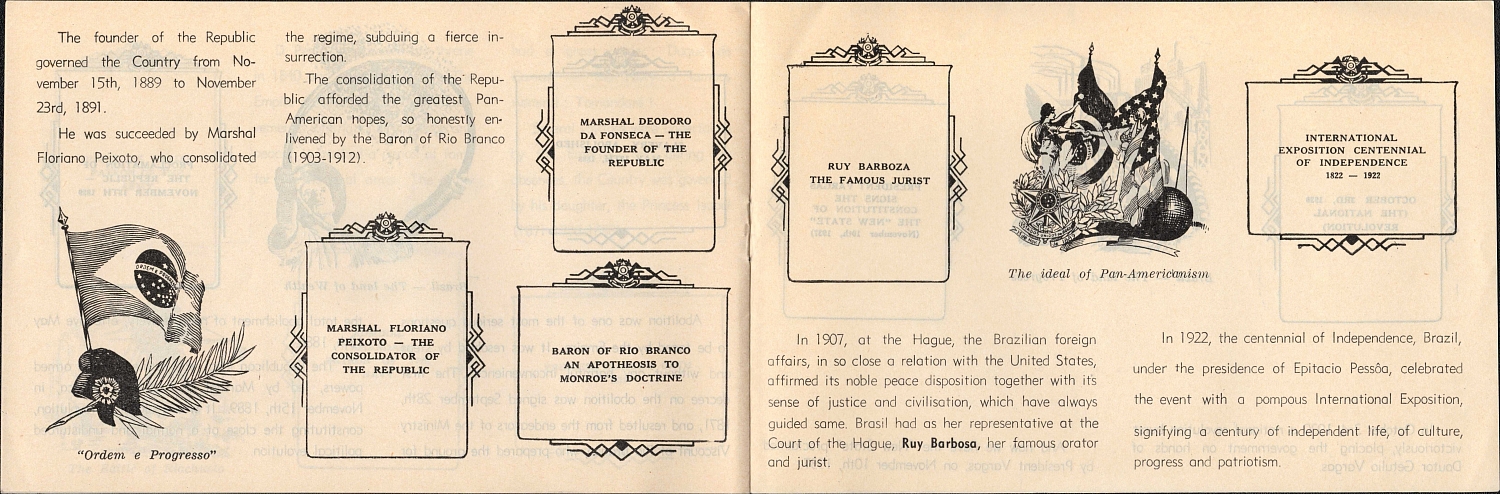 The founder of the Republic
governed the Country from No-
vember 15th, 1889 to November
23rd, 1891.
He was succeeded by Marshal
Floriano Peixoto, who consolidated
the regime, subduing a fierce in-
surrection.
The consolidation of the Repu-
blic afforded the greatest Pan-
American hopes, so honestly en-
livened by the Baron of Rio Branco
(1903-1912).
MARSHAL DEODORO
DA FONSECA — THE
FOUNDER OF THE
REPUBLIC
ORDEM E PROGRESSO
"Ordem e Progresso"
MARSHAL FLORIANO
PEIXOTO — THE
CONSOLIDATOR OF
THE REPUBLIC
BARON OF RIO BRANCO
AN APOTHEOSIS TO
MONROE'S DOCTRINE
RUY BARBOZA
THE FAMOUS JURIST
The ideal of Pan-Americanism
INTERNATIONAL
EXPOSITION CENTENNIAL
OF INDEPENDENCE
1822 — 1922
In 1907, at the Hague, the Brazilian foreign
affairs, in so close a relation with the United States,
affirmed its noble peace disposition together with it's
sense of justice and civilisation, which have always
guided same. Brasil had as her representative at the
Court of the Hague, Ruy Barbosa, her famous orator
and jurist.
In 1922, the centennial of Independence, Brazil,
under the presidence of Epitacio Pessôa, celebrated
the event with a pompous International Exposition,
signifying a century of independent life, of culture,
progress and patriotism.